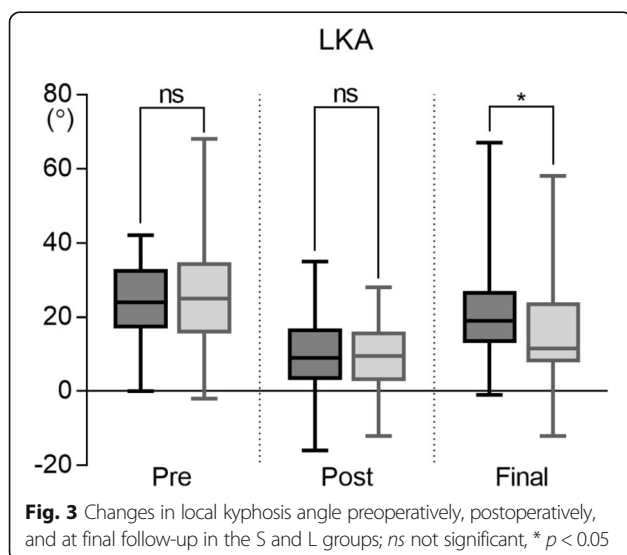 LKA
80
(°)
60
40
20
0
-20
ns
ns
*
Pre
Post
Final
Fig. 3 Changes in local kyphosis angle preoperatively, postoperatively,
and at final follow-up in the S and L groups; ns not significant, * p < 0.05